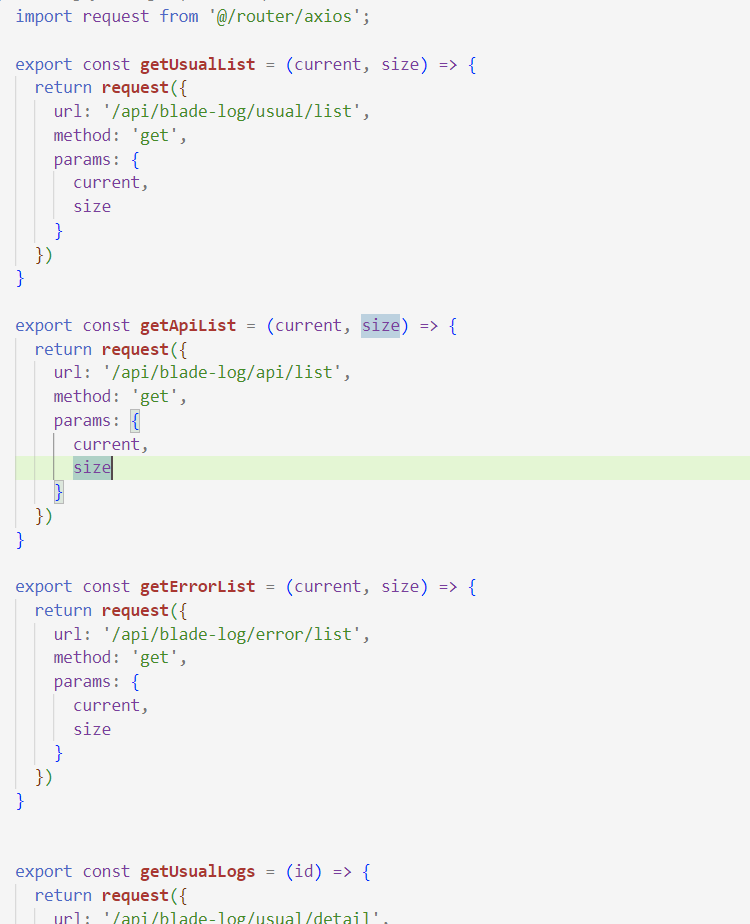 import request from '@/router/axios';
export const getUsualList = (current, size) => {
return request({
url: '/api/blade-log/usual/list',
method: 'get',
params: {
current,
size
}
})
}
export const getApiList = (current, size) => {
return request({
url: '/api/blade-log/api/list',
method: 'get',
params: {
current,
size
}
})
}
export const getErrorList = (current, size) => {
return request({
url: '/api/blade-log/error/list',
method: 'get',
params: {
current,
size
}
})
}
export const getUsualLogs = (id) => {
return request({
url: '/api/blade-log/usual/detail',